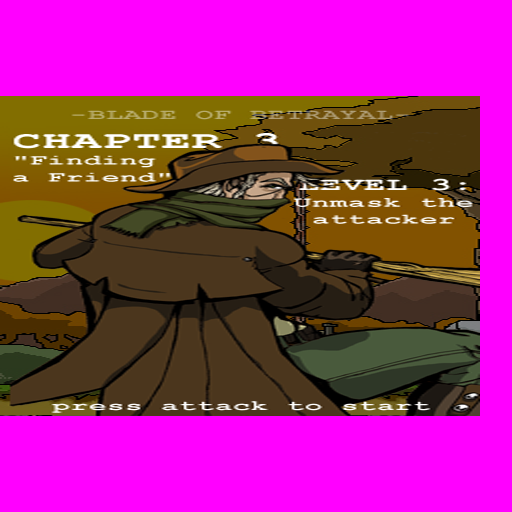 -BLADE OF BETRAYAL-
CHAPTER 3
"Finding
a Friend"
LEVEL 3:
Unmask the
attacker
press attack to start